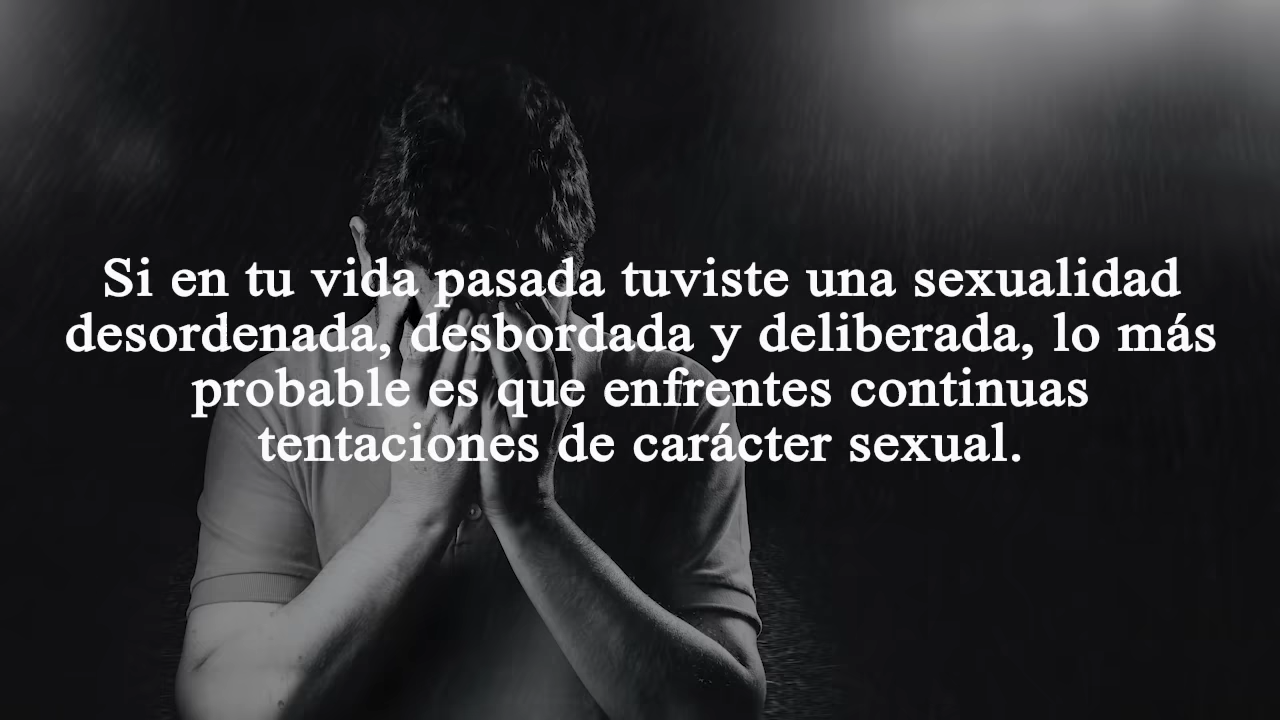 Si en tu vida pasada tuviste una sexualidad
desordenada, desbordada y deliberada, lo más
probable es que enfrentes continuas
tentaciones de carácter sexual.